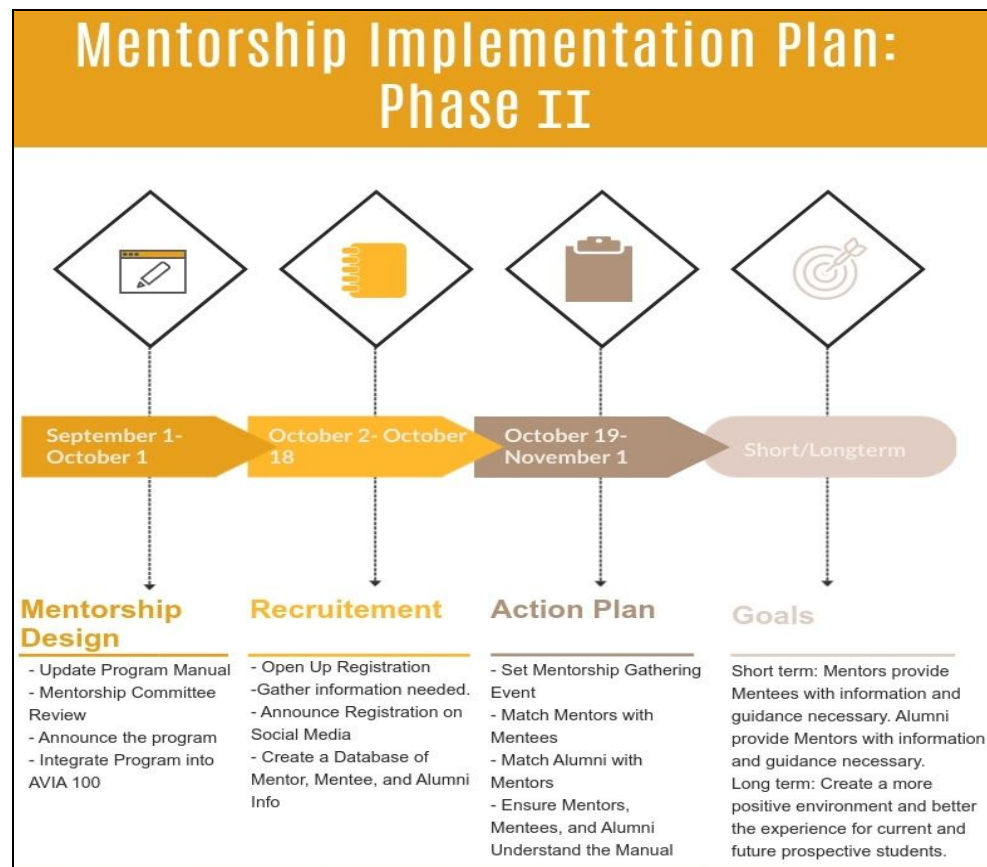 Mentorship Implementation Plan:
Phase II
September 1-
October 1
October 2- October
18
October 19-
November 1
Short/Longterm
Mentorship
Design
- Update Program Manual
- Mentorship Committee
Review
- Announce the program
- Integrate Program into
AVIA 100
Recruitement
- Open Up Registration
-Gather information needed.
- Announce Registration on
Social Media
- Create a Database of
Mentor, Mentee, and Alumni
Info
Action Plan
- Set Mentorship Gathering
Event
- Match Mentors with
Mentees
- Match Alumni with
Mentors
- Ensure Mentors,
Mentees, and Alumni
Understand the Manual
Goals
Short term: Mentors provide
Mentees with information and
guidance necessary. Alumni
provide Mentors with information
and guidance necessary.
Long term: Create a more
positive environment and better
the experience for current and
future prospective students.